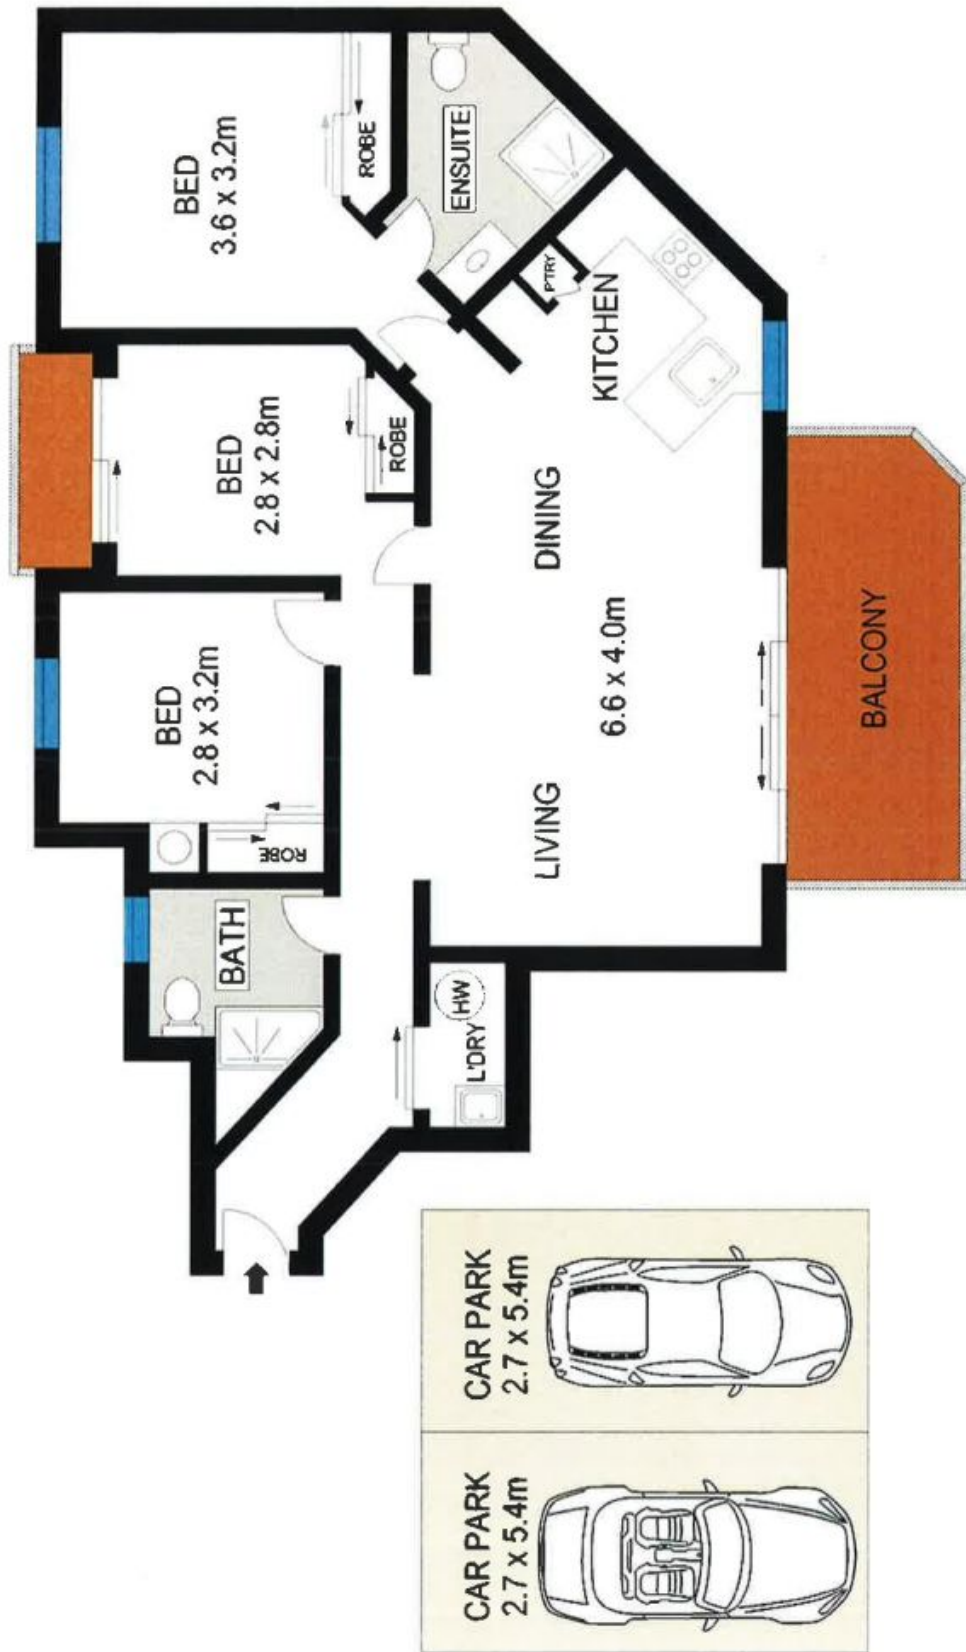 BED
3.6 x 3.2m
ROBE
ENSUITE
BED
2.8 x 2.8m
ROBE
PTRY
KITCHEN
BED
2.8 x 3.2m
ROBE
DINING
6.6 x 4.0m
LIVING
BALCONY
BATH
L'DRY
HW
CAR PARK
2.7 x 5.4m
CAR PARK
2.7 x 5.4m